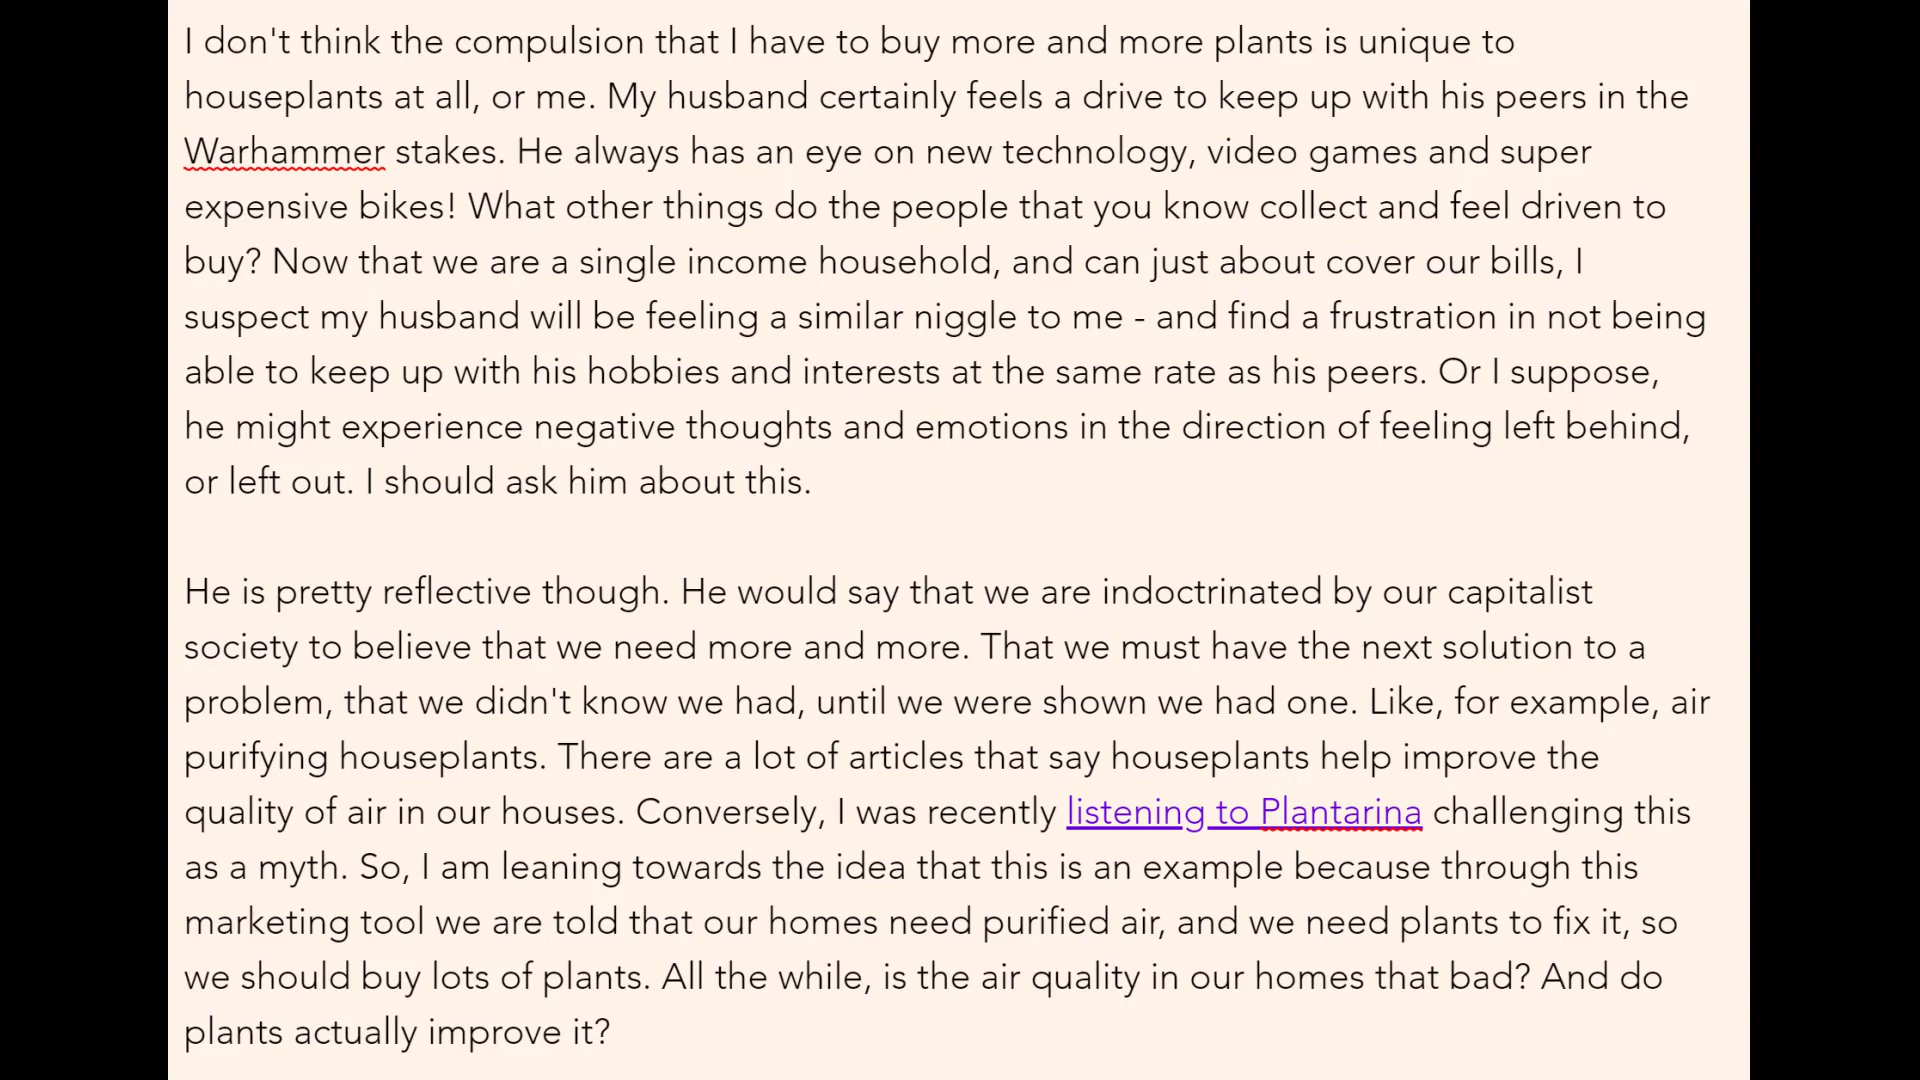 I don't think the compulsion that I have to buy more and more plants is unique to
houseplants at all, or me. My husband certainly feels a drive to keep up with his peers in the
Warhammer stakes. He always has an eye on new technology, video games and super
expensive bikes! What other things do the people that you know collect and feel driven to
buy? Now that we are a single income household, and can just about cover our bills, I
suspect my husband will be feeling a similar niggle to me - and find a frustration in not being
able to keep up with his hobbies and interests at the same rate as his peers. Or I suppose,
he might experience negative thoughts and emotions in the direction of feeling left behind,
or left out. I should ask him about this.
He is pretty reflective though. He would say that we are indoctrinated by our capitalist
society to believe that we need more and more. That we must have the next solution to a
problem, that we didn't know we had, until we were shown we had one. Like, for example, air
purifying houseplants. There are a lot of articles that say houseplants help improve the
quality of air in our houses. Conversely, I was recently listening to Plantarina challenging this
as a myth. So, I am leaning towards the idea that this is an example because through this
marketing tool we are told that our homes need purified air, and we need plants to fix it, so
we should buy lots of plants. All the while, is the air quality in our homes that bad? And do
plants actually improve it?